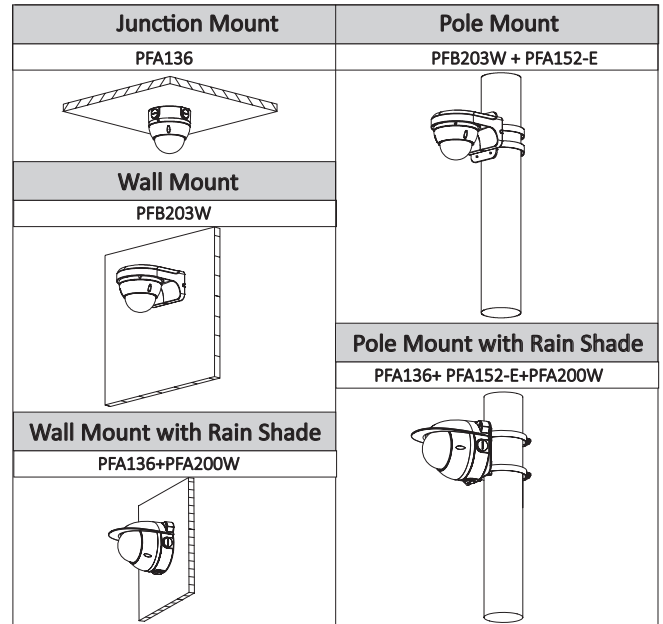 Junction Mount
PFA136
Wall Mount
PFB203W
Wall Mount with Rain Shade
PFA136+PFA200W
Pole Mount
PFB203W + PFA152-E
Pole Mount with Rain Shade
PFA136+ PFA152-E+PFA200W